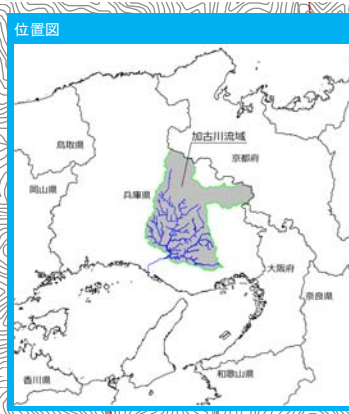 位置図
加古川流域
鳥取県
京都府
岡山県
兵庫県
大阪府
奈良県
香川県
和歌山県